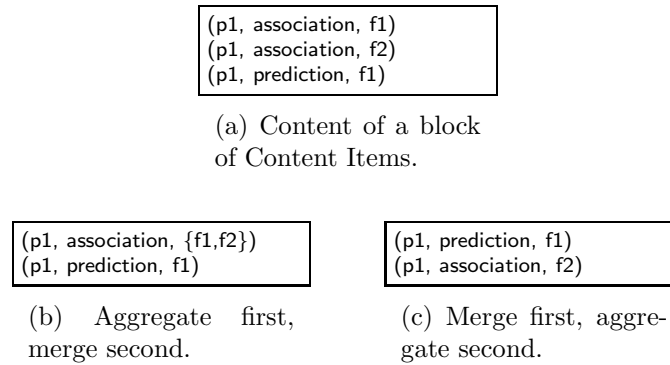 (p1, association, f1)
(p1, association, f2)
(p1, prediction, f1)
(a) Content of a block
of Content Items.
(p1, association, {f1,f2})
(p1, prediction, f1)
(b) Aggregate first,
merge second.
(p1, prediction, f1)
(p1, association, f2)
(c) Merge first, aggre-
gate second.